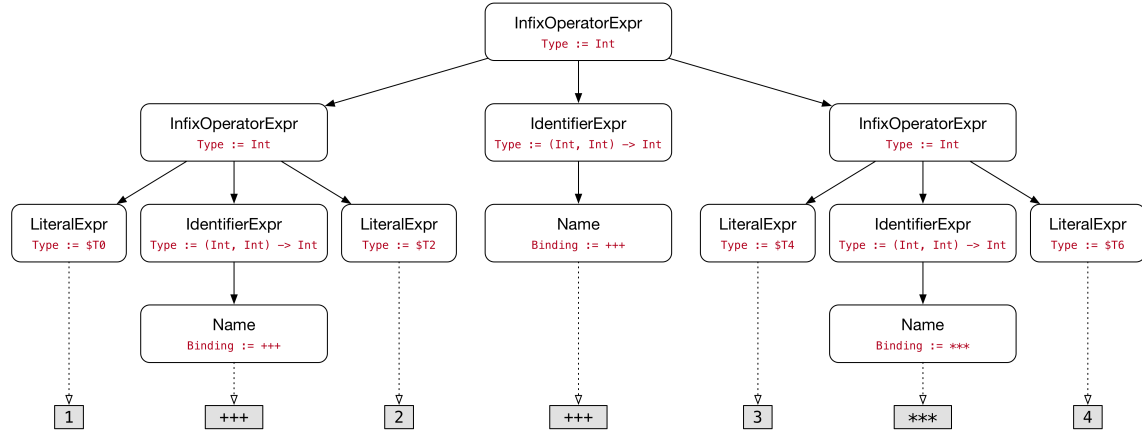 InfixOperatorExpr
Type := Int
InfixOperatorExpr
Type := Int
IdentifierExpr
Type := (Int, Int) -> Int
InfixOperatorExpr
Type := Int
LiteralExpr
Type := $T0
IdentifierExpr
Type := (Int, Int) -> Int
LiteralExpr
Type := $T2
Name
Binding := +++
LiteralExpr
Type := $T4
IdentifierExpr
Type := (Int, Int) -> Int
LiteralExpr
Type := $T6
Name
Binding := +++
Name
Binding := ***
1
+++
2
+++
3
***
4